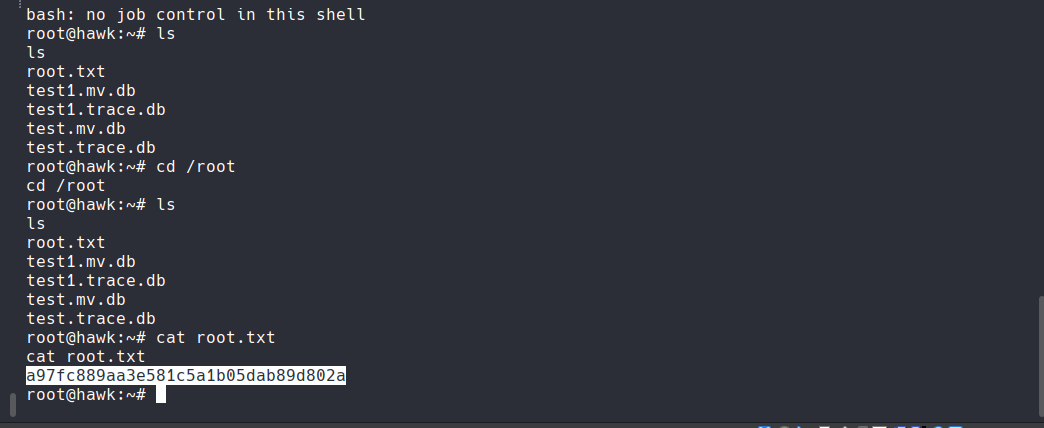 bash: no job control in this shell
root@hawk:~# ls
ls
root.txt
test1.mv.db
test1.trace.db
test.mv.db
test.trace.db
root@hawk:~# cd /root
cd /root
root@hawk:~# ls
ls
root.txt
test1.mv.db
test1.trace.db
test.mv.db
test.trace.db
root@hawk:~# cat root.txt
cat root.txt
a97fc889aa3e581c5a1b05dab89d802a
root@hawk:~#